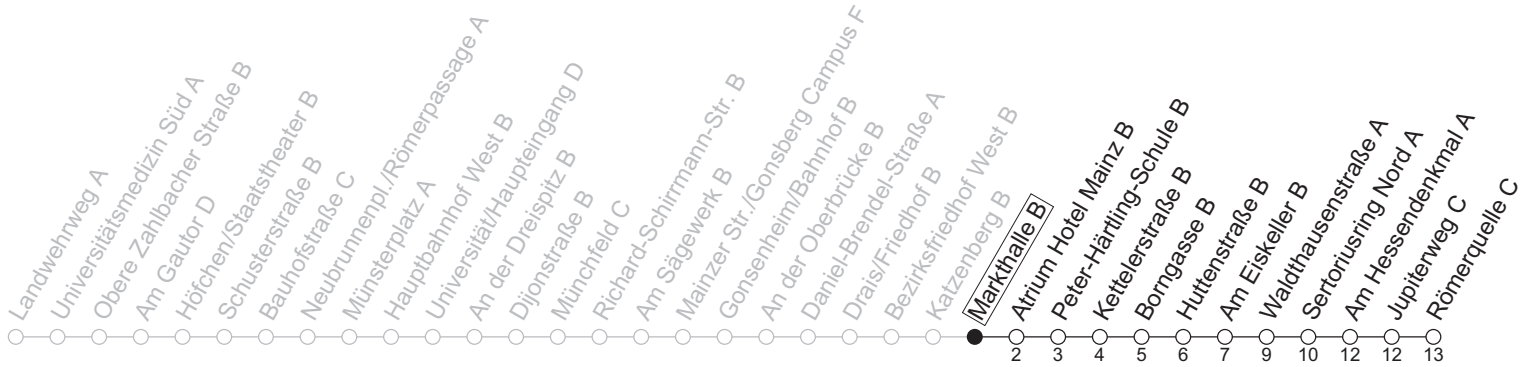 Landwehrweg A
Universitätsmedizin Süd A
Obere Zahlbacher Straße B
Am Gautor D
Höfchen/Staatstheater B
Schusterstraße B
Bauhofstraße C
Neubrunnenpl./Römerpassage A
Münsterplatz A
Hauptbahnhof West B
Universität/Haupteingang D
An der Dreispitz B
Dijonstraße B
Münchfeld C
Richard-Schirrmann-Str. B
Am Sägewerk B
Mainzer Str./Gonsberg Campus F
Gonsenheim/Bahnhof B
An der Oberbrücke B
Daniel-Brendel-Straße A
Drais/Friedhof B
Bezirksfriedhof West B
Katzenberg B
Markthalle B
Atrium Hotel Mainz B
Peter-Härtling-Schule B
Kettelerstraße B
Borngasse B
Huttenstraße B
Am Eiskeller B
Waldthausenstraße A
Sertoriusring Nord A
Am Hessendenkmal A
Jupiterweg C
Römerquelle C
2 3 4 5 6 7 9 10 12 12 13